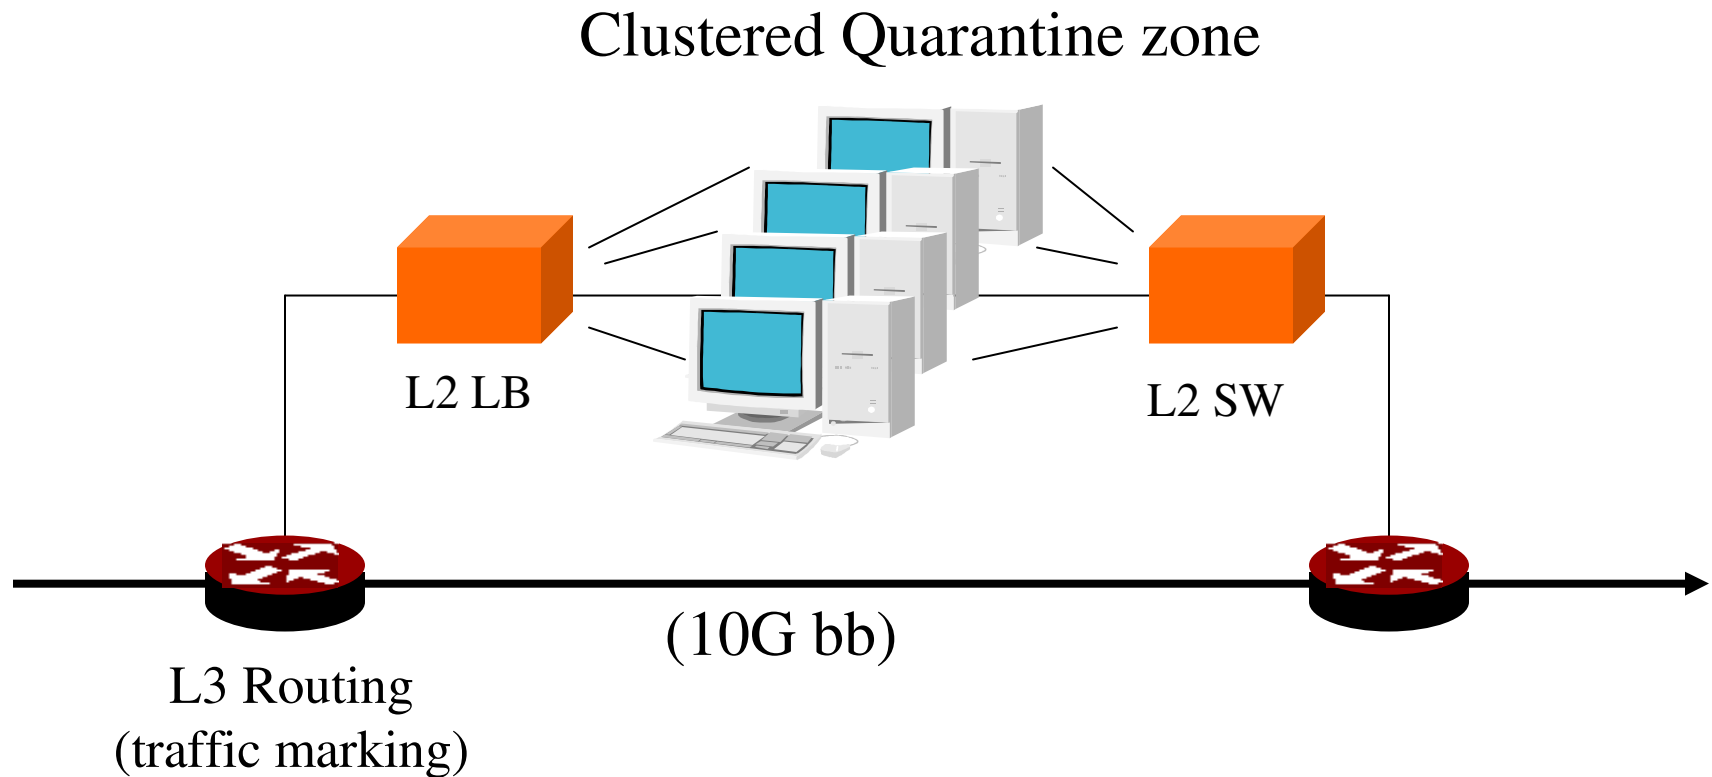 Clustered Quarantine zone
L2 LB
L2 SW
(10G bb)
L3 Routing
(traffic marking)